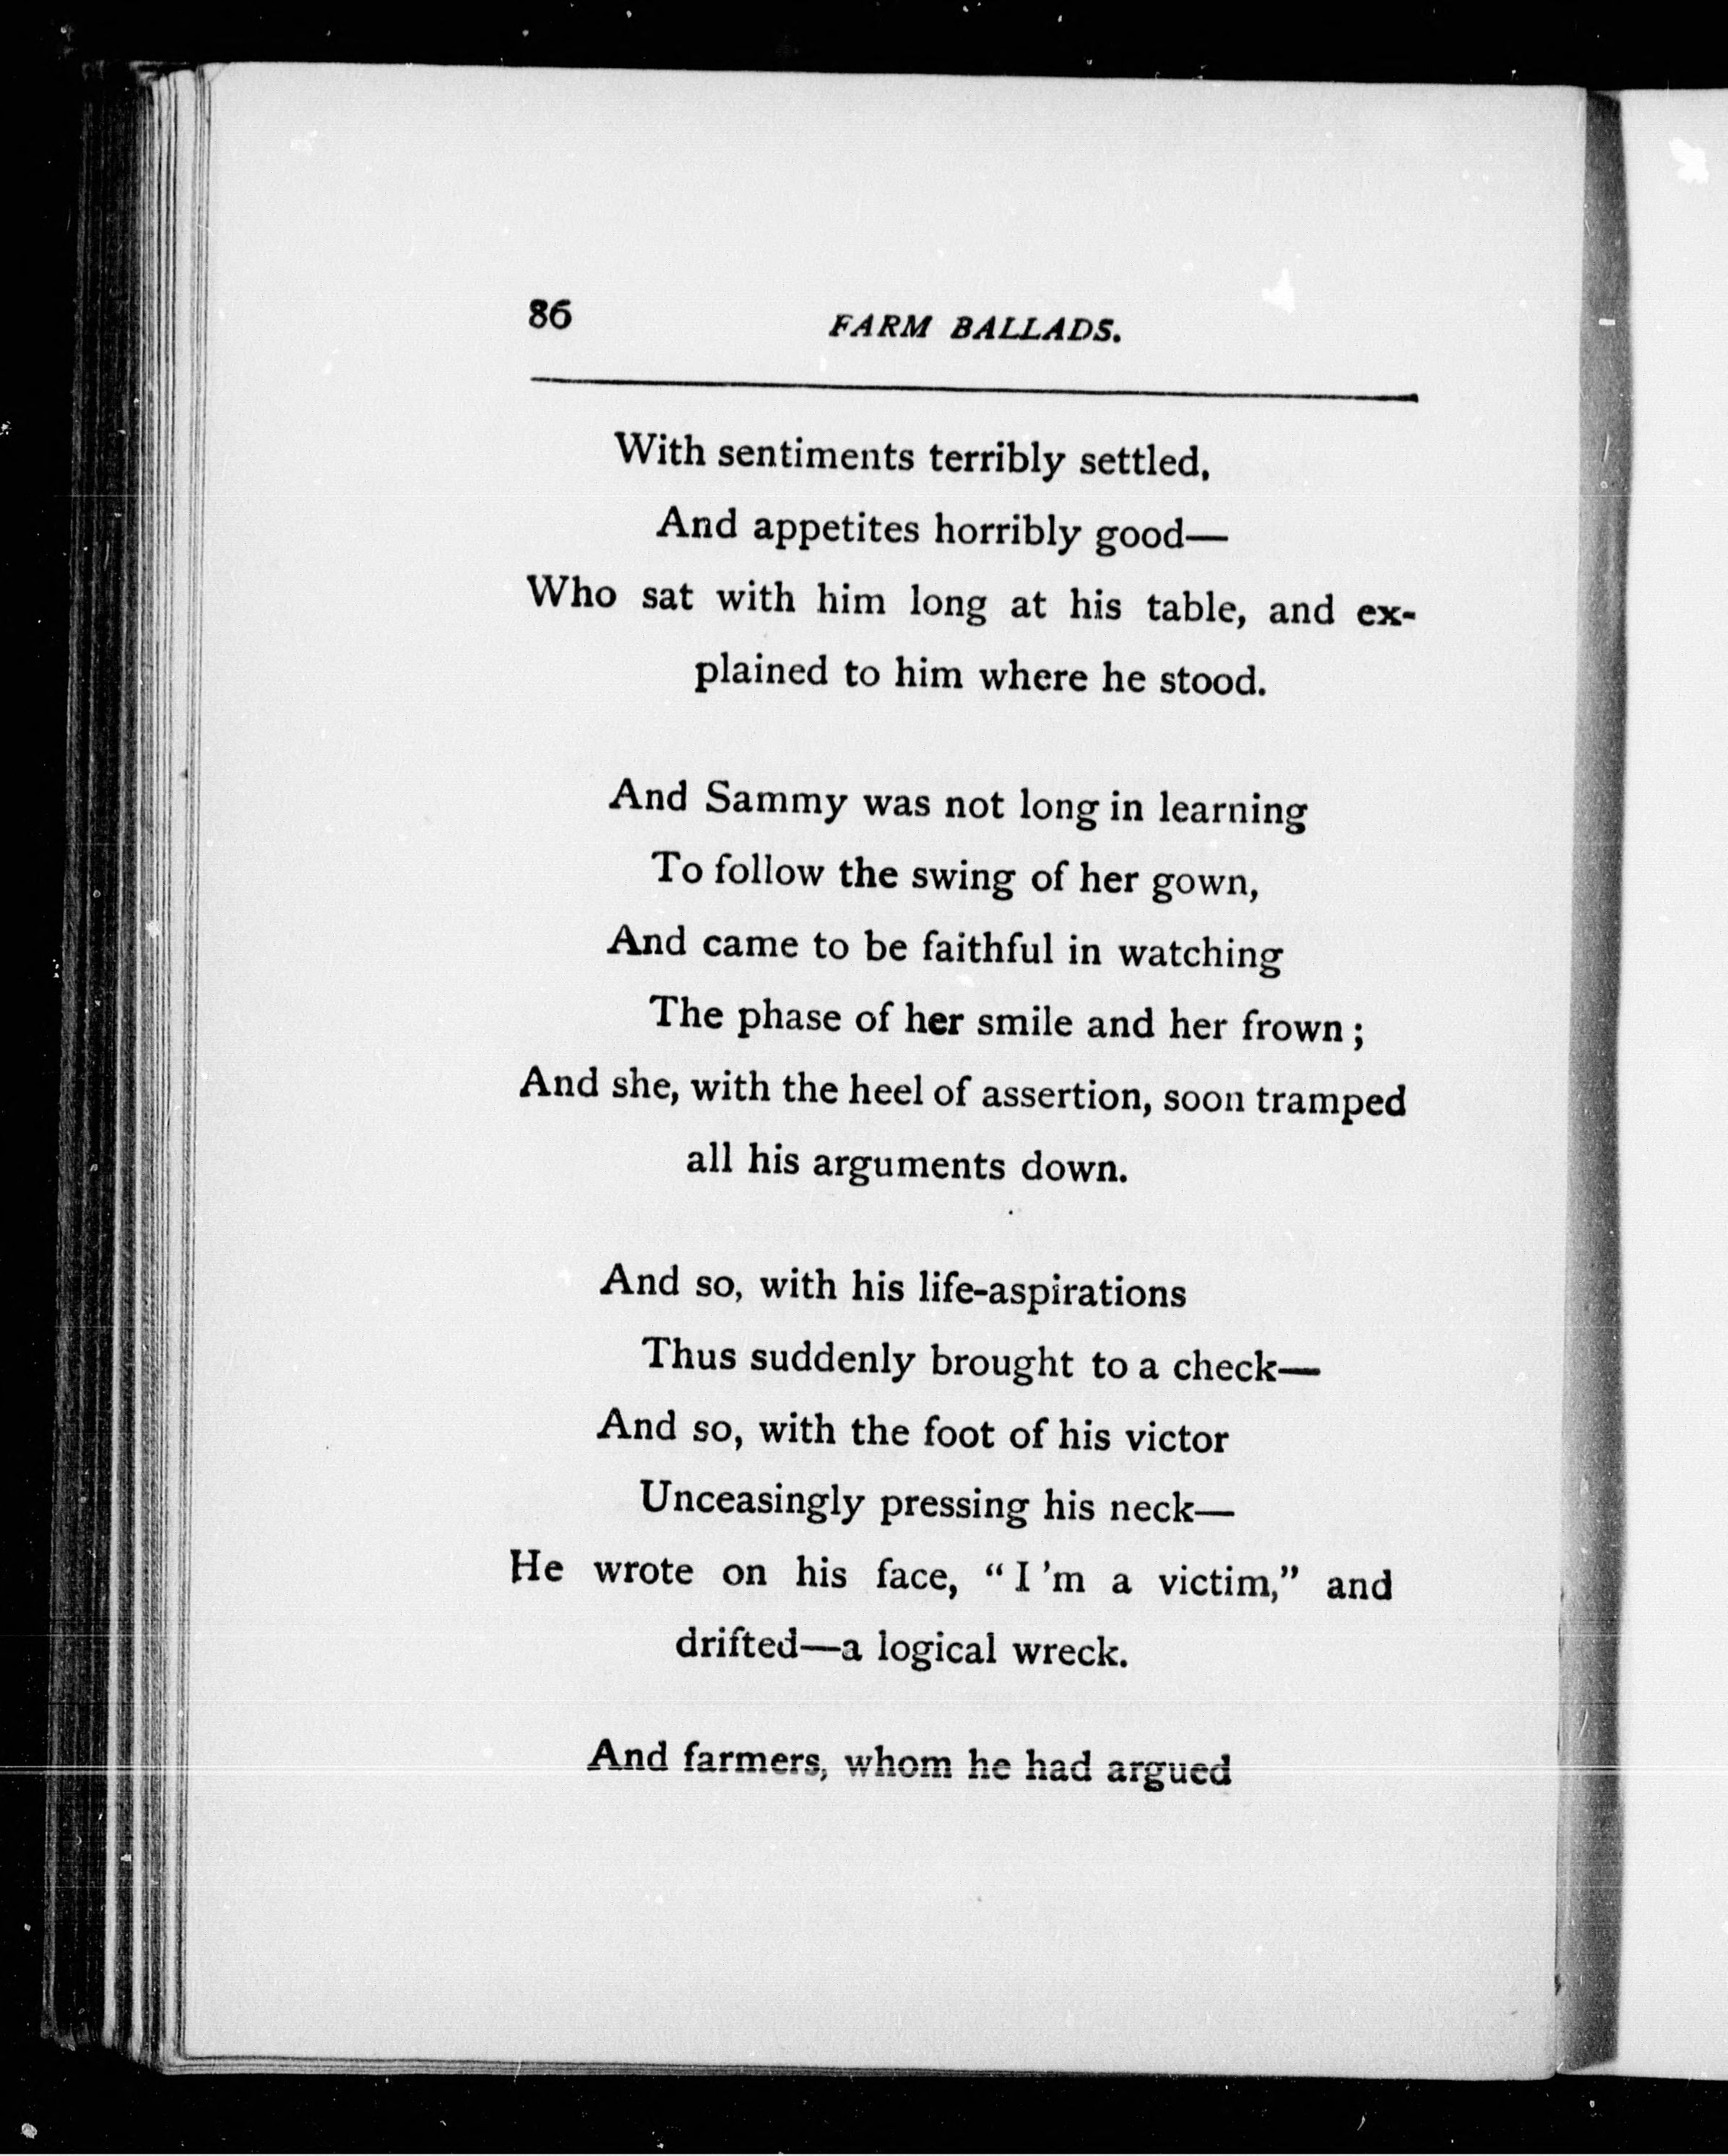 86
FARM BALLADS.
With sentiments terribly settled,
And appetites horribly good—
Who sat with him long at his table, and ex-
plained to him where he stood.
And Sammy was not long in learning
To follow the swing of her gown,
And came to be faithful in watching
The phase of her smile and her frown;
And she, with the heel of assertion, soon tramped
all his arguments down.
And so, with his life-aspirations
Thus suddenly brought to a check—
And so, with the foot of his victor
Unceasingly pressing his neck—
He wrote on his face, “I 'm a victim,” and
drifted—a logical wreck.
And farmers, whom he had argued